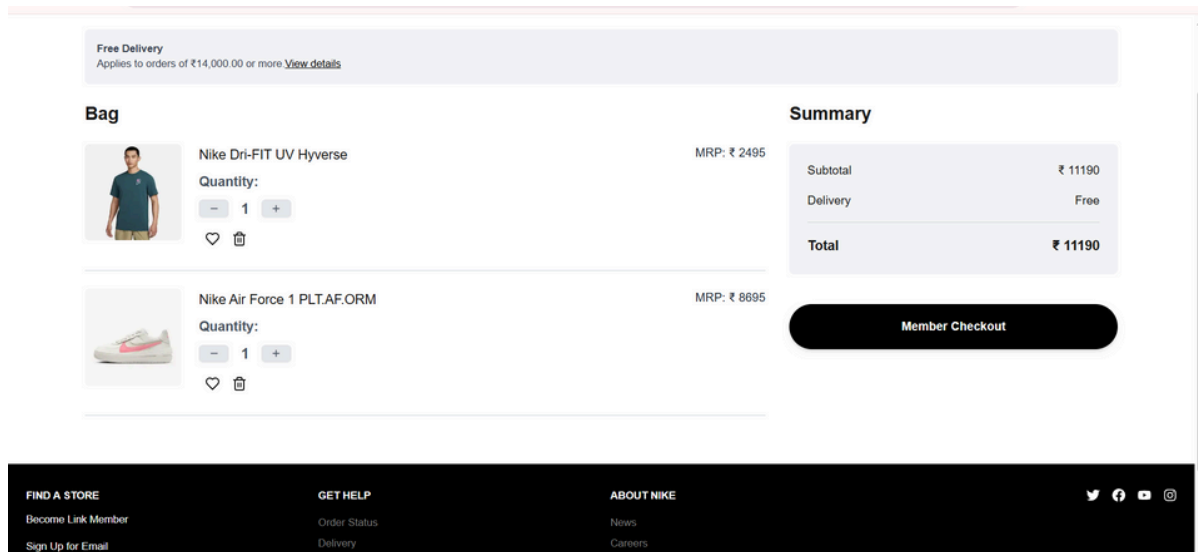 Free Delivery
Applies to orders of ₹14,000.00 or more.View details
Bag
Nike Dri-FIT UV Hyverse
MRP: ₹ 2495
Quantity:
− 1 +
Nike Air Force 1 PLT.AF.ORM
MRP: ₹ 8695
Quantity:
− 1 +
Summary
Subtotal ₹ 11190
Delivery Free
Total ₹ 11190
Member Checkout
FIND A STORE
Become Link Member
Sign Up for Email
GET HELP
Order Status
Delivery
ABOUT NIKE
News
Careers